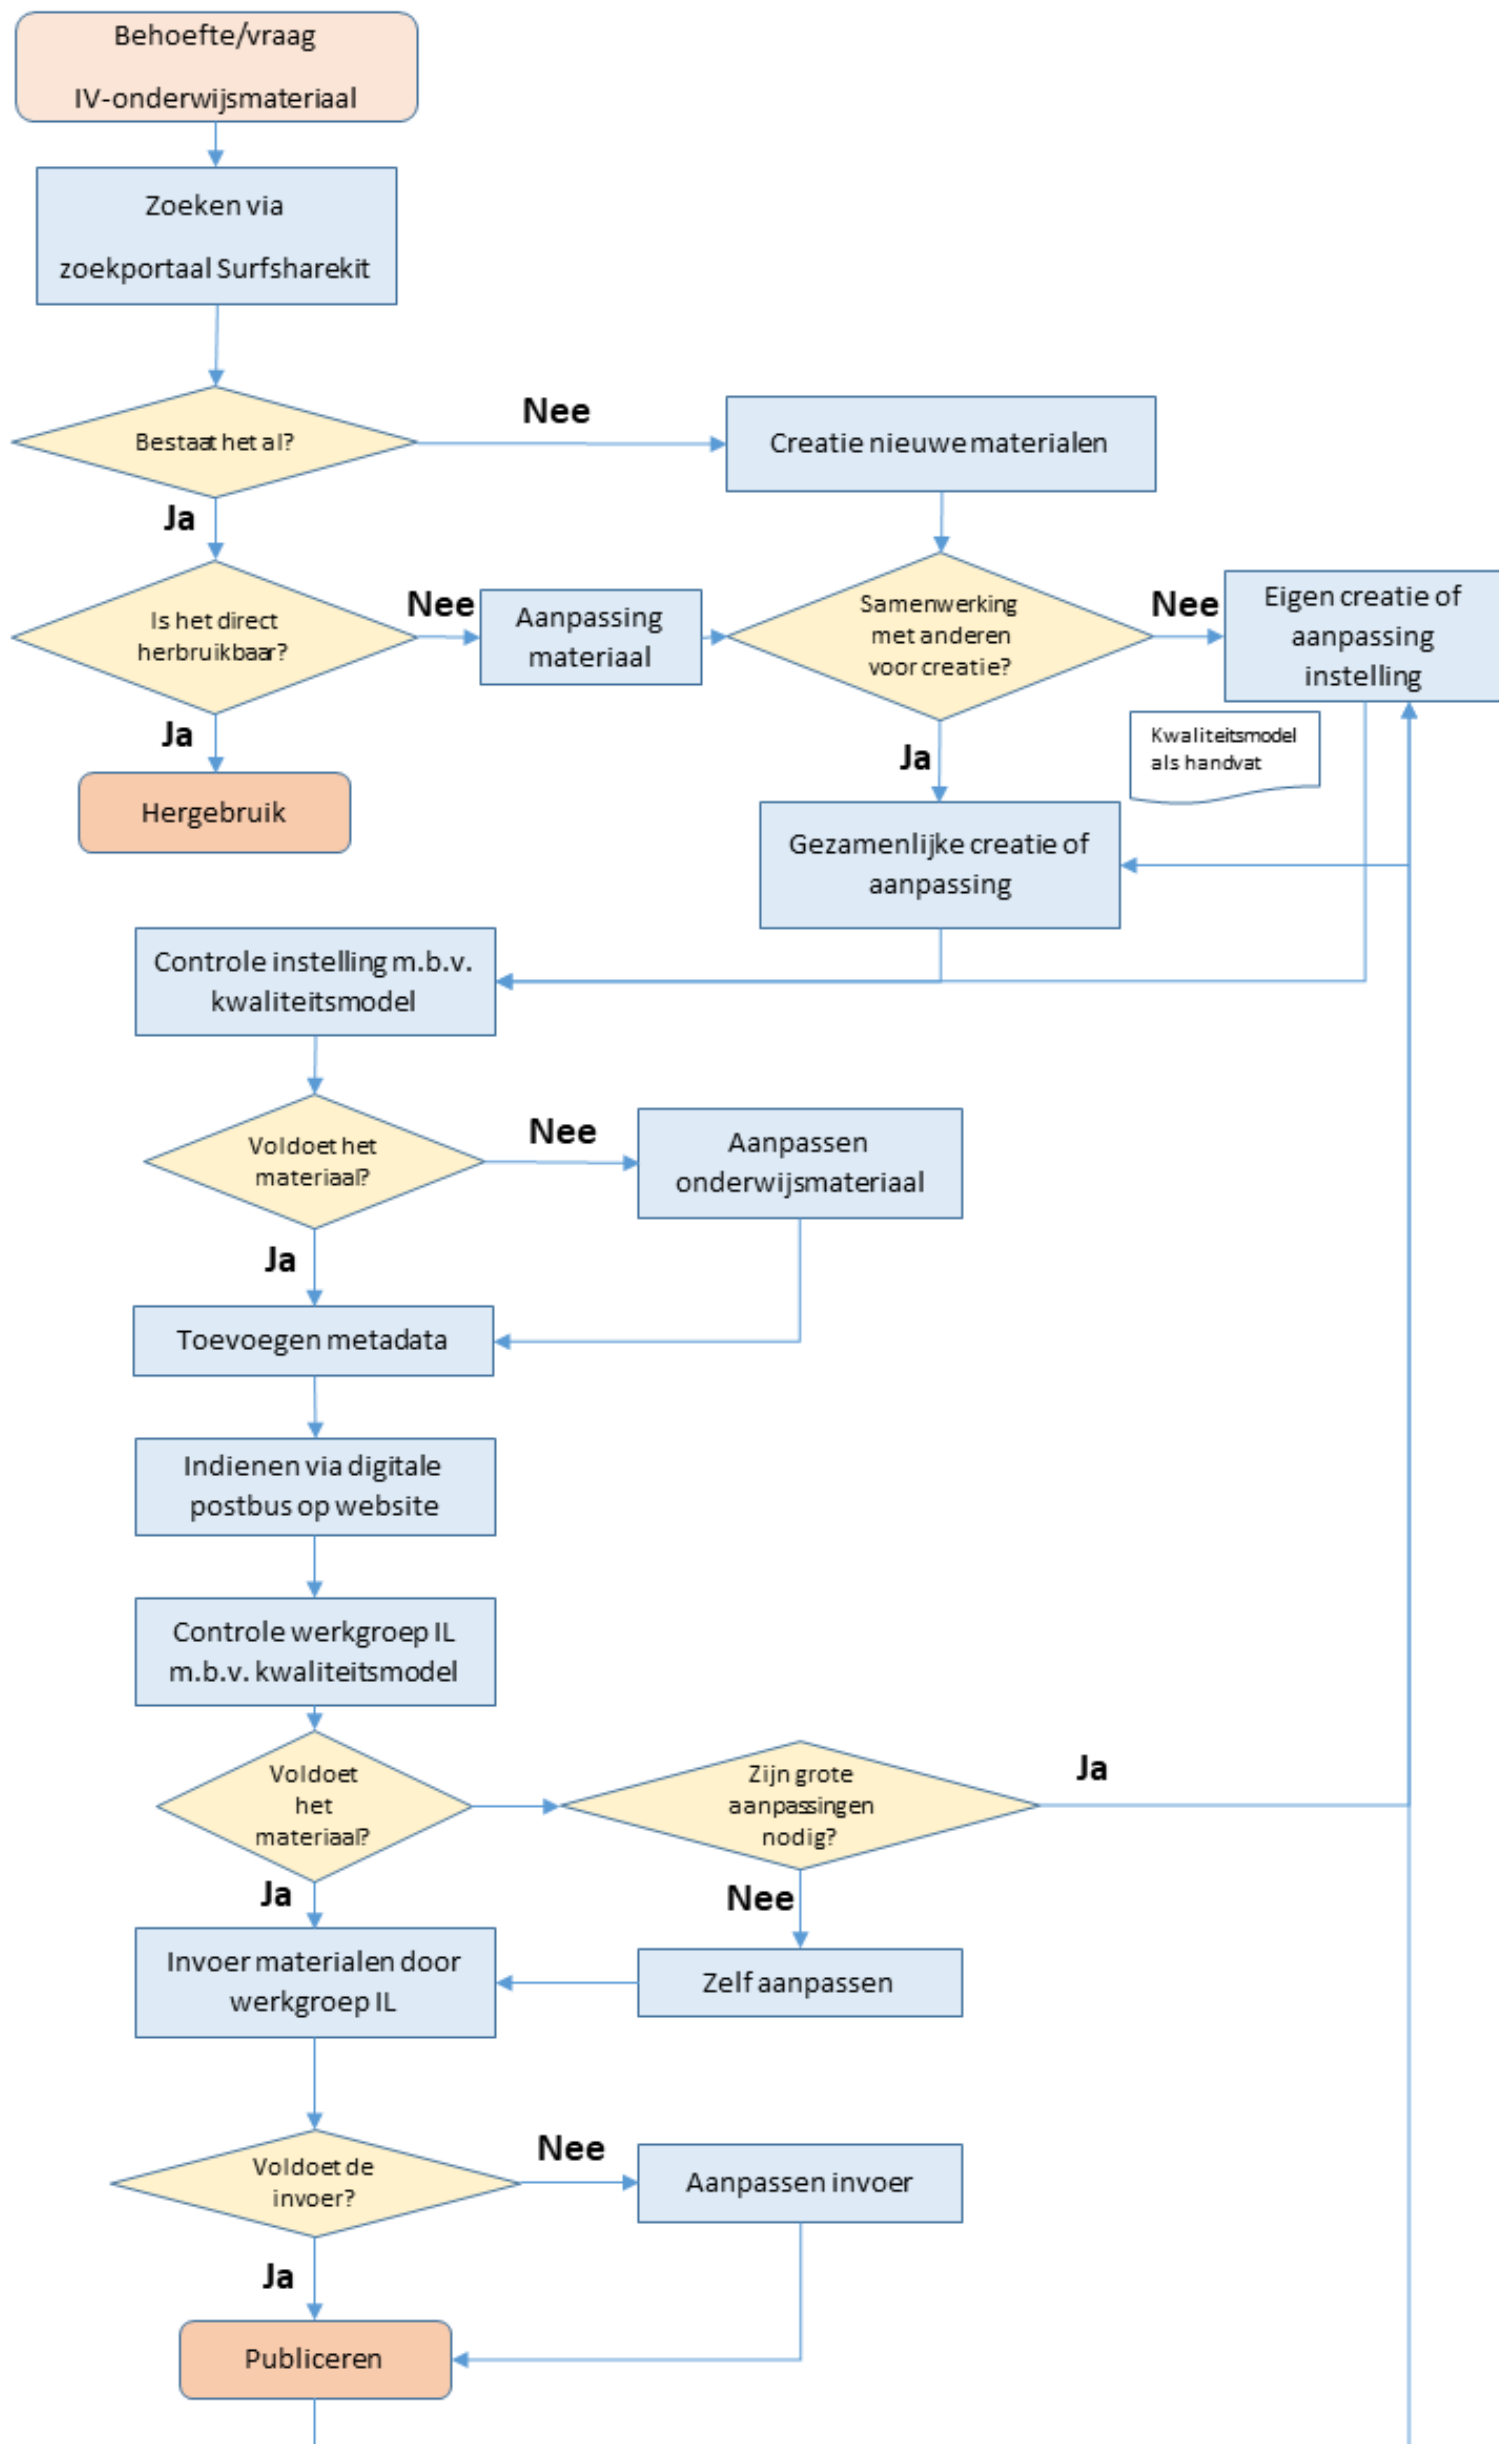 Behoefte/vraag
IV-onderwijsmateriaal
Zoeken via
zoekportaal Surfsharekit
Bestaat het al?
Nee
Creatie nieuwe materialen
Ja
Is het direct
herbruikbaar?
Nee
Aanpassing
materiaal
Samenwerking
met anderen
voor creatie?
Nee
Eigen creatie of
aanpassing
instelling
Ja
Hergebruik
Ja
Kwaliteitsmodel
als handvat
Gezamenlijke creatie of
aanpassing
Controle instelling m.b.v.
kwaliteitsmodel
Voldoet het
materiaal?
Nee
Aanpassen
onderwijsmateriaal
Ja
Toevoegen metadata
Indienen via digitale
postbus op website
Controle werkgroep IL
m.b.v. kwaliteitsmodel
Voldoet
het
materiaal?
Zijn grote
aanpassingen
nodig?
Ja
Ja
Nee
Invoer materialen door
werkgroep IL
Zelf aanpassen
Voldoet de
invoer?
Nee
Aanpassen invoer
Ja
Publiceren